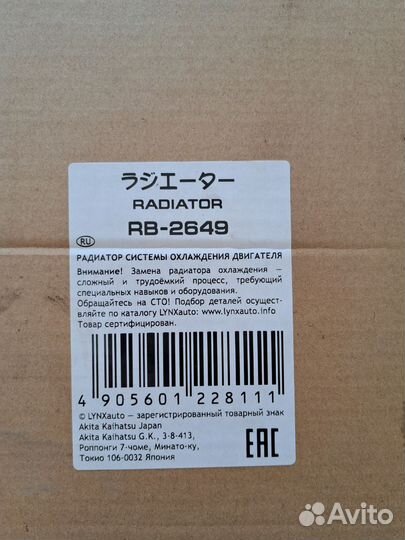 ラジエーター
RADIATOR
RB-2649
RU
РАДИАТОР СИСТЕМЫ ОХЛАЖДЕНИЯ ДВИГАТЕЛЯ
Внимание! Замена радиатора охлаждения —
сложный и трудоёмкий процесс, требующий
специальных навыков и оборудования.
Обращайтесь на СТО! Подбор деталей осущест-
вляйте по каталогу LYNXauto: www.lynxauto.info
Товар сертифицирован.
4 905601 228111
© LYNXauto — зарегистрированный товарный знак
Akita Kaihatsu Japan
Akita Kaihatsu G.K., 3-8-413,
Роппонги 7-чоме, Минато-ку,
Токио 106-0032 Япония
EAC
Avito